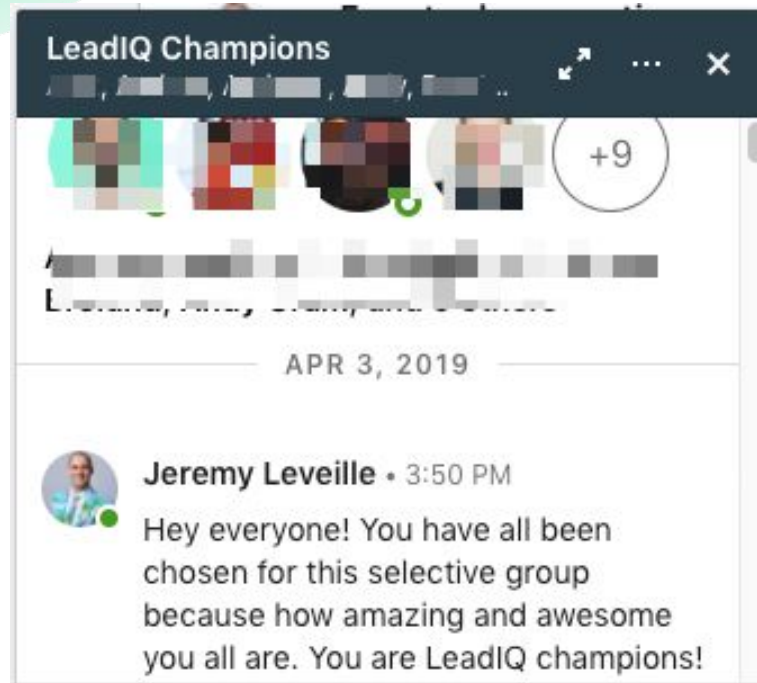 LeadIQ Champions
+9
APR 3, 2019
Jeremy Leveille • 3:50 PM
Hey everyone! You have all been
chosen for this selective group
because how amazing and awesome
you all are. You are LeadIQ champions!